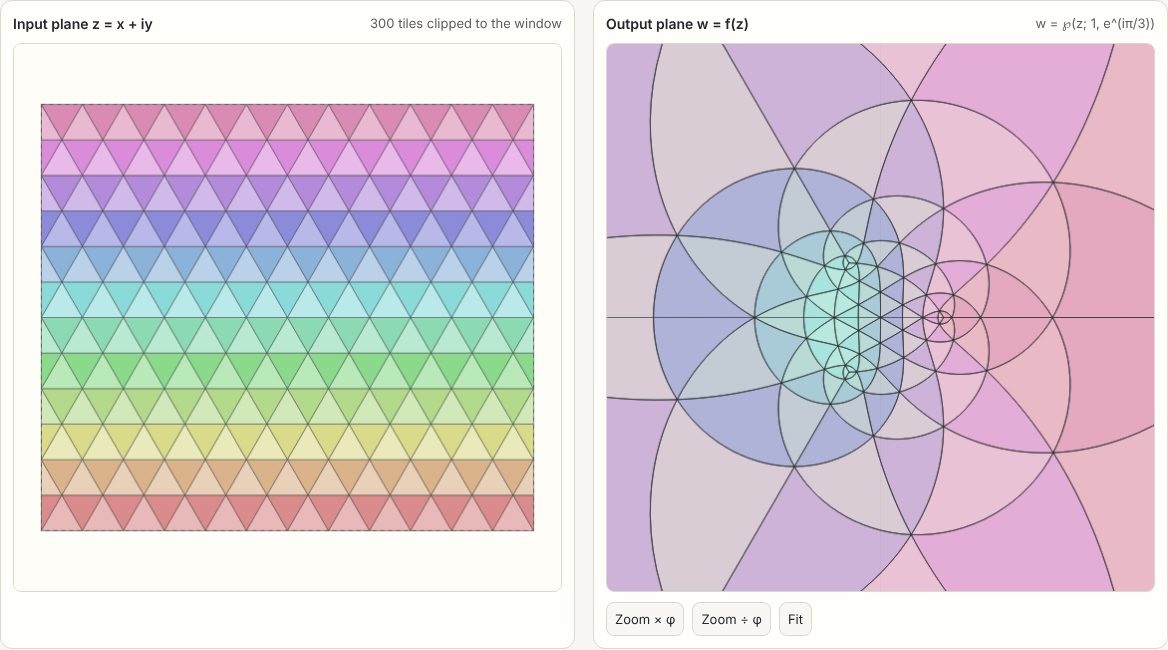 Input plane z = x + iy
300 tiles clipped to the window
Output plane w = f(z)
w = ℘(z; 1, e^(iπ/3))
Zoom × φ
Zoom ÷ φ
Fit